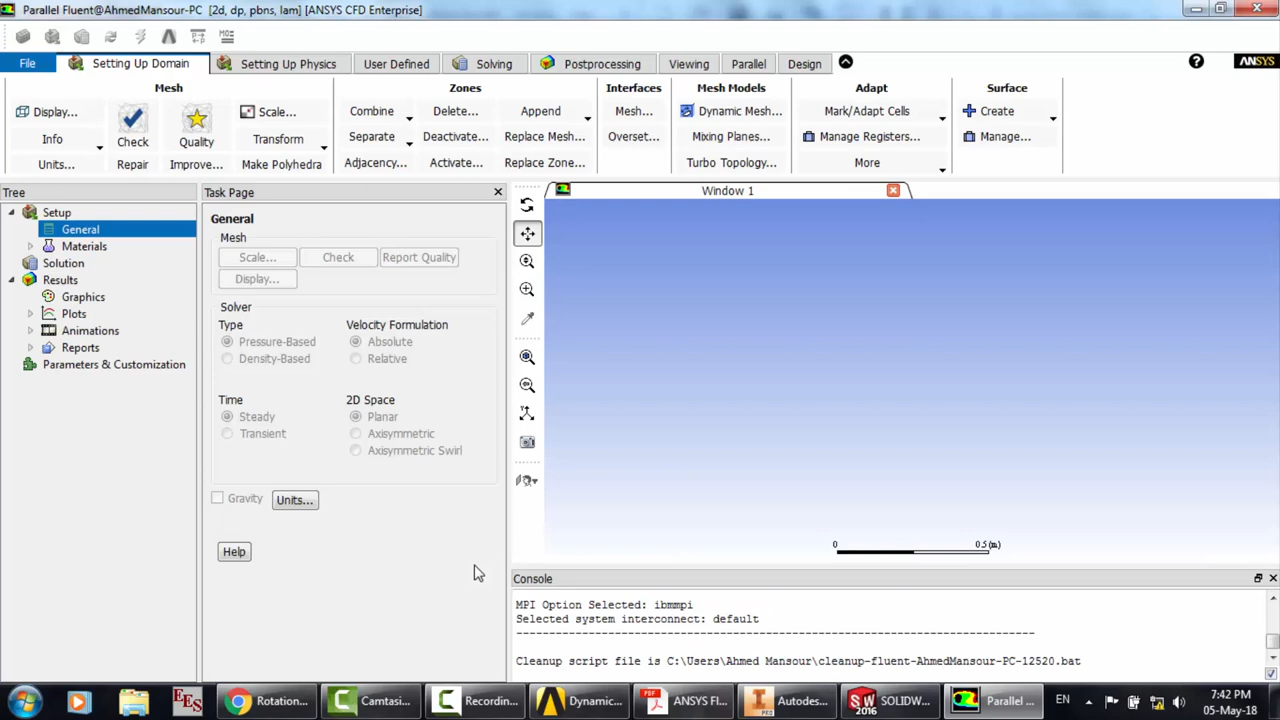 Parallel Fluent@AhmedMansour-PC [2d, dp, pbns, lam] [ANSYS CFD Enterprise]
File Setting Up Domain Setting Up Physics User Defined Solving Postprocessing Viewing Parallel Design ANSYS
Mesh Zones Interfaces Mesh Models Adapt Surface
Display... Scale... Combine Delete... Append Mesh... Dynamic Mesh... Mark/Adapt Cells Create
Info Check Quality Transform Separate Deactivate... Replace Mesh... Overset... Mixing Planes... Manage Registers... Manage...
Units... Repair Improve... Make Polyhedra Adjacency... Activate... Replace Zone... Turbo Topology... More
Tree
Setup
General
Materials
Solution
Results
Graphics
Plots
Animations
Reports
Parameters & Customization
Task Page
General
Mesh
Scale... Check Report Quality
Display...
Solver
Type Velocity Formulation
Pressure-Based Absolute
Density-Based Relative
Time 2D Space
Steady Planar
Transient Axisymmetric
Axisymmetric Swirl
Gravity Units...
Help
Window 1
0 0.5 (m)
Console
MPI Option Selected: ibmmpi
Selected system interconnect: default
--------------------------------------------------------------------------------
Cleanup script file is C:\Users\Ahmed Mansour\cleanup-fluent-AhmedMansour-PC-12520.bat
EES Rotation... Camtasi... Recordin... Dynamic... ANSYS Fl... Autodes... SOLIDW... Parallel ... EN
7:42 PM
05-May-18